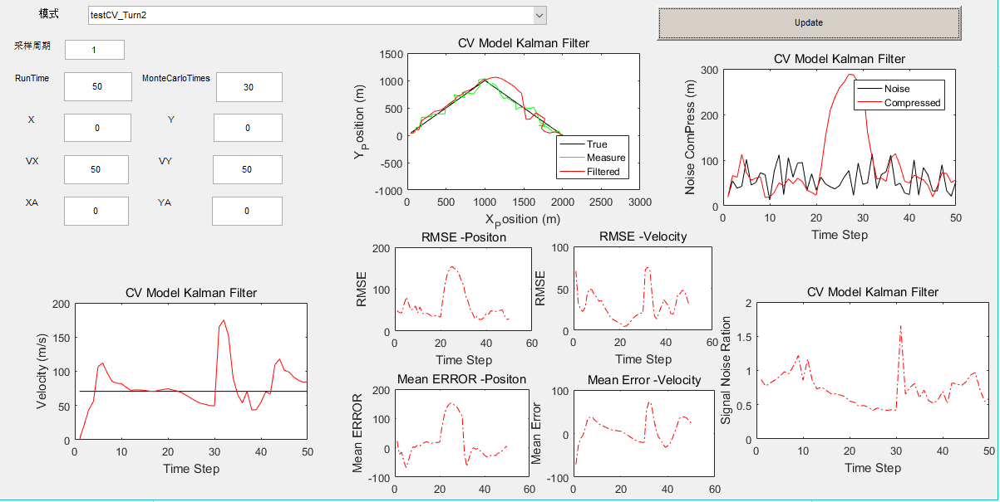 模式
testCV_Turn2
Update
采样周期
1
RunTime
50
MonteCarloTimes
30
X
0
Y
0
VX
50
VY
50
XA
0
YA
0
CV Model Kalman Filter
1500
1000
500
0
-500
-1000
0
500
1000
1500
2000
2500
3000
YPosition (m)
XPosition (m)
True
Measure
Filtered
CV Model Kalman Filter
300
200
100
0
0
10
20
30
40
50
Noise ComPress (m)
Time Step
Noise
Compressed
RMSE -Positon
200
100
0
0
20
40
60
RMSE
Time Step
RMSE -Velocity
100
50
0
0
20
40
60
RMSE
Time Step
CV Model Kalman Filter
200
150
100
50
0
0
10
20
30
40
50
Velocity (m/s)
Time Step
Mean ERROR -Positon
200
100
0
-100
0
20
40
60
Mean ERROR
Mean Error -Velocity
100
0
-100
0
20
40
60
Mean Error
CV Model Kalman Filter
2
1.5
1
0.5
0
0
10
20
30
40
50
Signal Noise Ration
Time Step